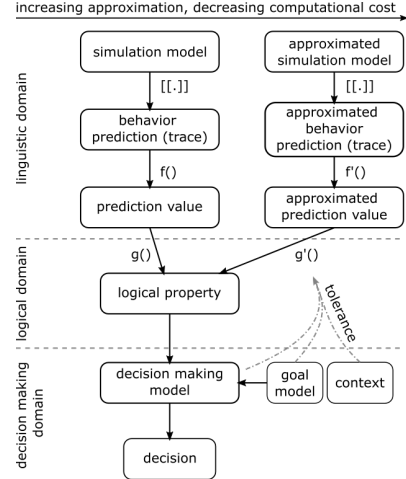 increasing approximation, decreasing computational cost
simulation model
approximated
simulation model
[[.]]
[[.]]
linguistic domain
behavior
prediction (trace)
approximated
behavior
prediction (trace)
f()
f'()
prediction value
approximated
prediction value
g()
g'()
logical domain
logical property
tolerance
decision making
domain
decision making
model
goal
model
context
decision